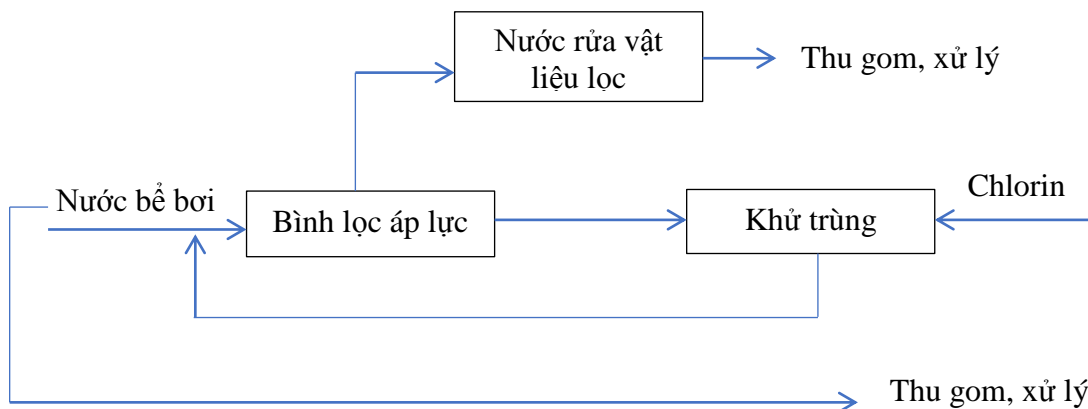 Nước rửa vật
liệu lọc
Thu gom, xử lý
Nước bể bơi
Bình lọc áp lực
Khử trùng
Chlorin
Thu gom, xử lý